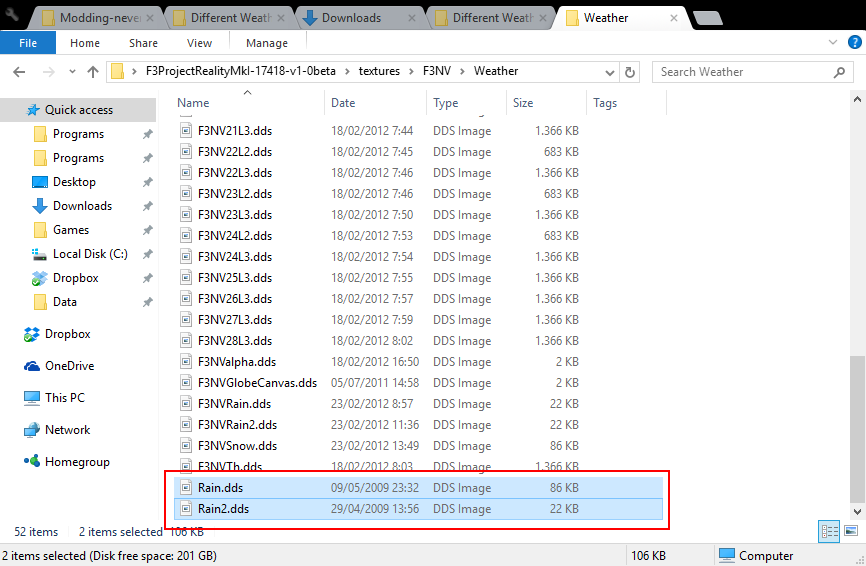 Modding-never
Different Weath
Downloads
Different Weath
Weather
File Home Share View Manage
F3ProjectRealityMkI-17418-v1-0beta textures F3NV Weather Search Weather
Name Date Type Size Tags
F3NV21L3.dds 18/02/2012 7:44 DDS Image 1.366 KB
F3NV22L2.dds 18/02/2012 7:45 DDS Image 683 KB
F3NV22L3.dds 18/02/2012 7:46 DDS Image 1.366 KB
F3NV23L2.dds 18/02/2012 7:46 DDS Image 683 KB
F3NV23L3.dds 18/02/2012 7:50 DDS Image 1.366 KB
F3NV24L2.dds 18/02/2012 7:53 DDS Image 683 KB
F3NV24L3.dds 18/02/2012 7:54 DDS Image 1.366 KB
F3NV25L3.dds 18/02/2012 7:55 DDS Image 1.366 KB
F3NV26L3.dds 18/02/2012 7:57 DDS Image 1.366 KB
F3NV27L3.dds 18/02/2012 7:59 DDS Image 1.366 KB
F3NV28L3.dds 18/02/2012 8:02 DDS Image 1.366 KB
F3NValpha.dds 18/02/2012 16:50 DDS Image 2 KB
F3NVGlobeCanvas.dds 05/07/2011 14:58 DDS Image 2 KB
F3NVRain.dds 23/02/2012 8:57 DDS Image 22 KB
F3NVRain2.dds 23/02/2012 11:36 DDS Image 22 KB
F3NVSnow.dds 23/02/2012 13:49 DDS Image 86 KB
F3NVTh.dds 18/02/2012 8:03 DDS Image 1.366 KB
Rain.dds 09/05/2009 23:32 DDS Image 86 KB
Rain2.dds 29/04/2009 13:56 DDS Image 22 KB
Quick access
Programs
Programs
Desktop
Downloads
Games
Local Disk (C:)
Dropbox
Data
Dropbox
OneDrive
This PC
Network
Homegroup
52 items 2 items selected 106 KB
2 items selected (Disk free space: 201 GB) 106 KB Computer